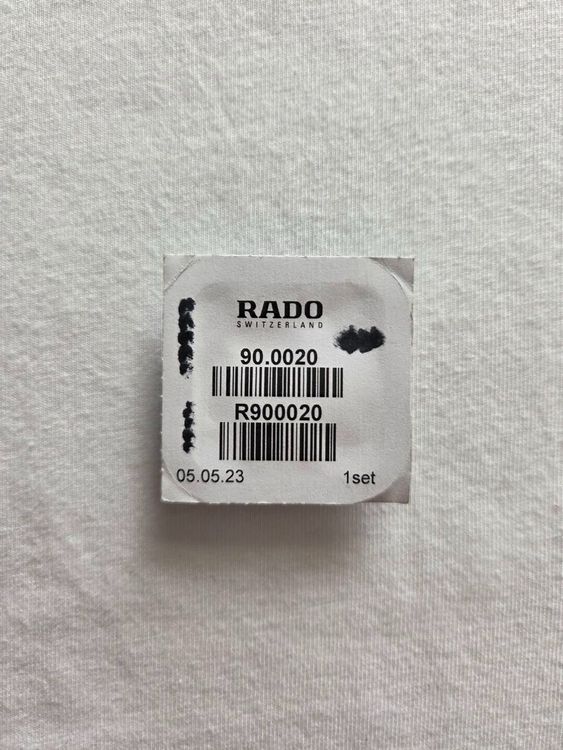 RADO
SWITZERLAND
90.0020
R900020
05.05.23 1set